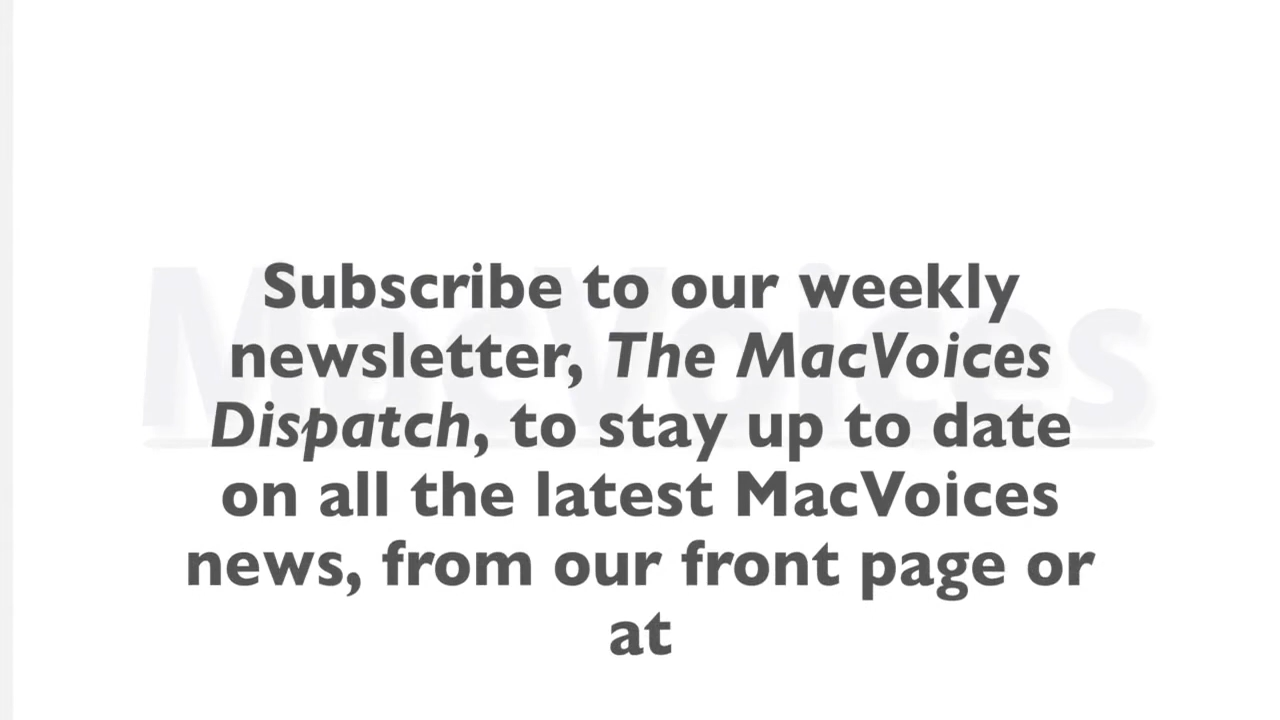 MacVoices
Subscribe to our weekly
newsletter, The MacVoices
Dispatch, to stay up to date
on all the latest MacVoices
news, from our front page or
at